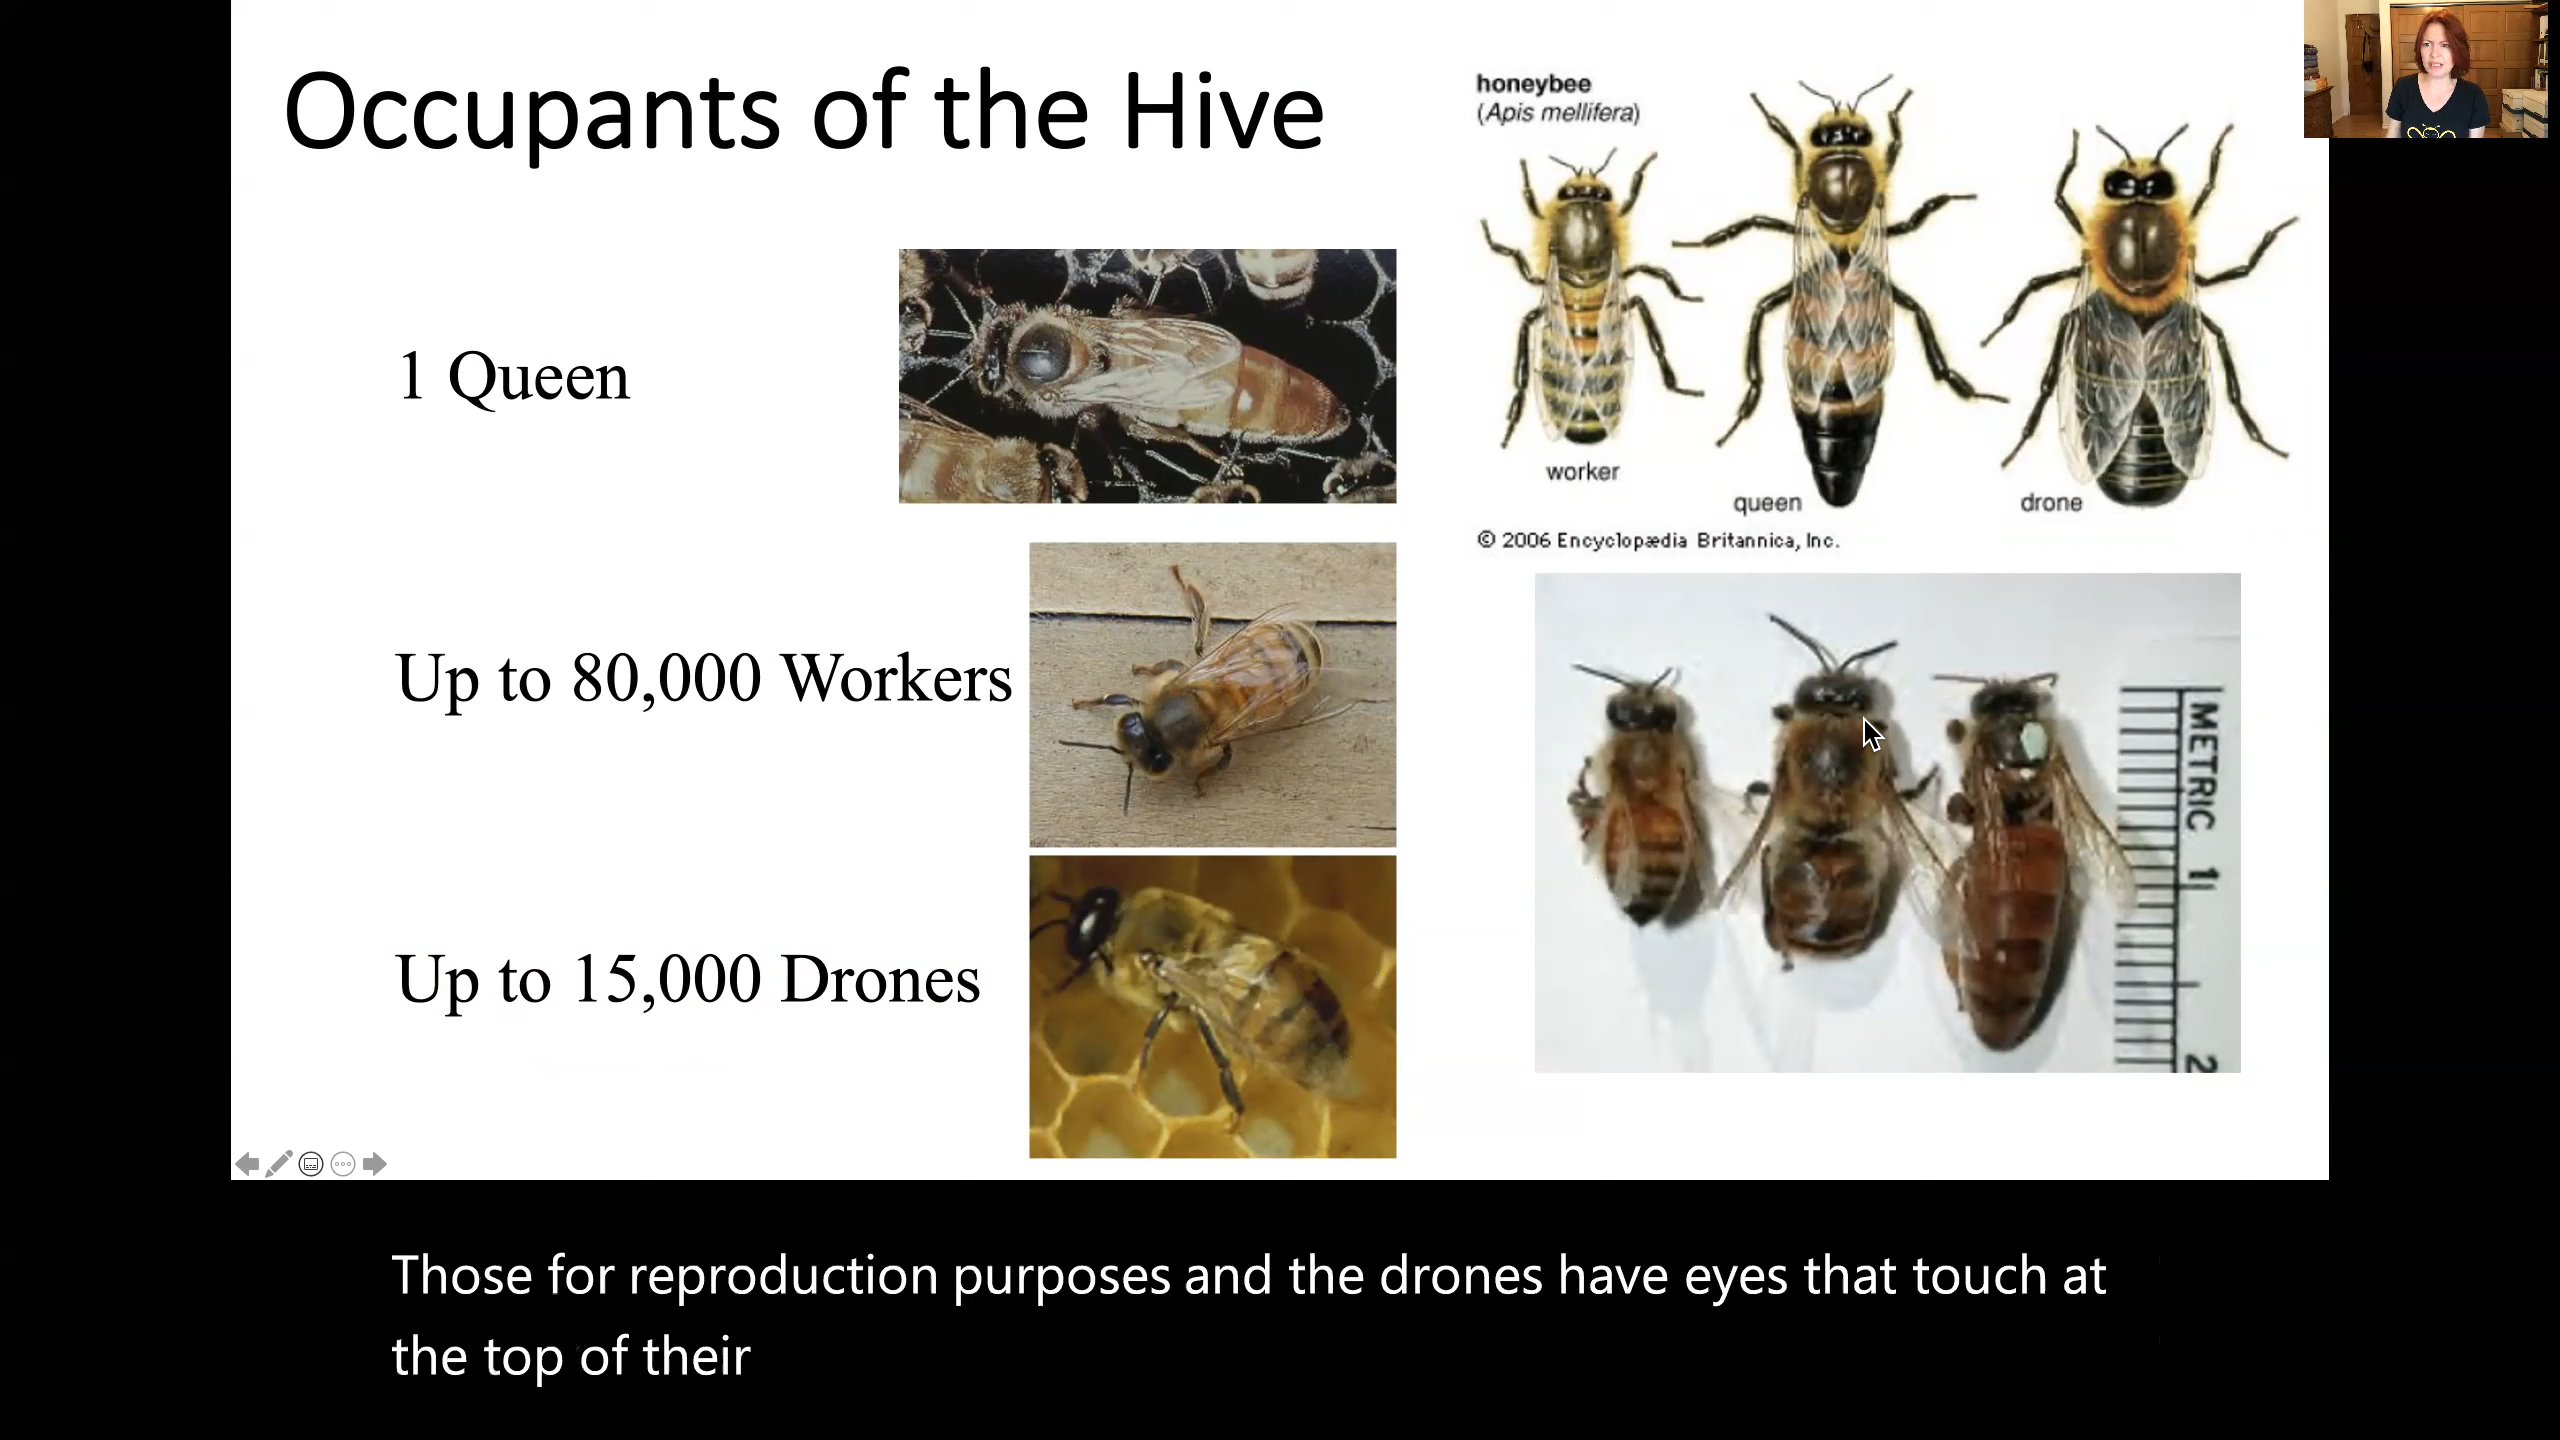 Occupants of the Hive
1 Queen
Up to 80,000 Workers
Up to 15,000 Drones
honeybee
(Apis mellifera)
worker
queen
drone
© 2006 Encyclopædia Britannica, Inc.
METRIC 1
2
Those for reproduction purposes and the drones have eyes that touch at
the top of their